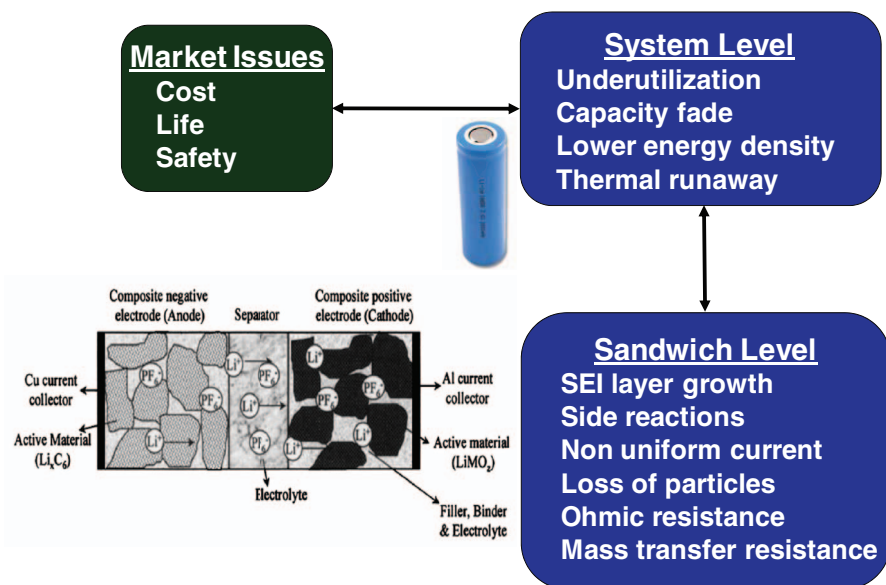 Market Issues
Cost
Life
Safety
System Level
Underutilization
Capacity fade
Lower energy density
Thermal runaway
Composite negative
electrode (Anode)
Separator
Composite positive
electrode (Cathode)
Cu current
collector
Active Material
(LiₓC₆)
Li⁺
PF₆⁻
Li⁺
PF₆⁻
PF₆⁻
Li⁺
Li⁺
PF₆⁻
Li⁺
PF₆⁻
PF₆⁻
Li⁺
Li⁺
Al current
collector
Active material
(LiMO₂)
Electrolyte
Filler, Binder
& Electrolyte
Sandwich Level
SEI layer growth
Side reactions
Non uniform current
Loss of particles
Ohmic resistance
Mass transfer resistance